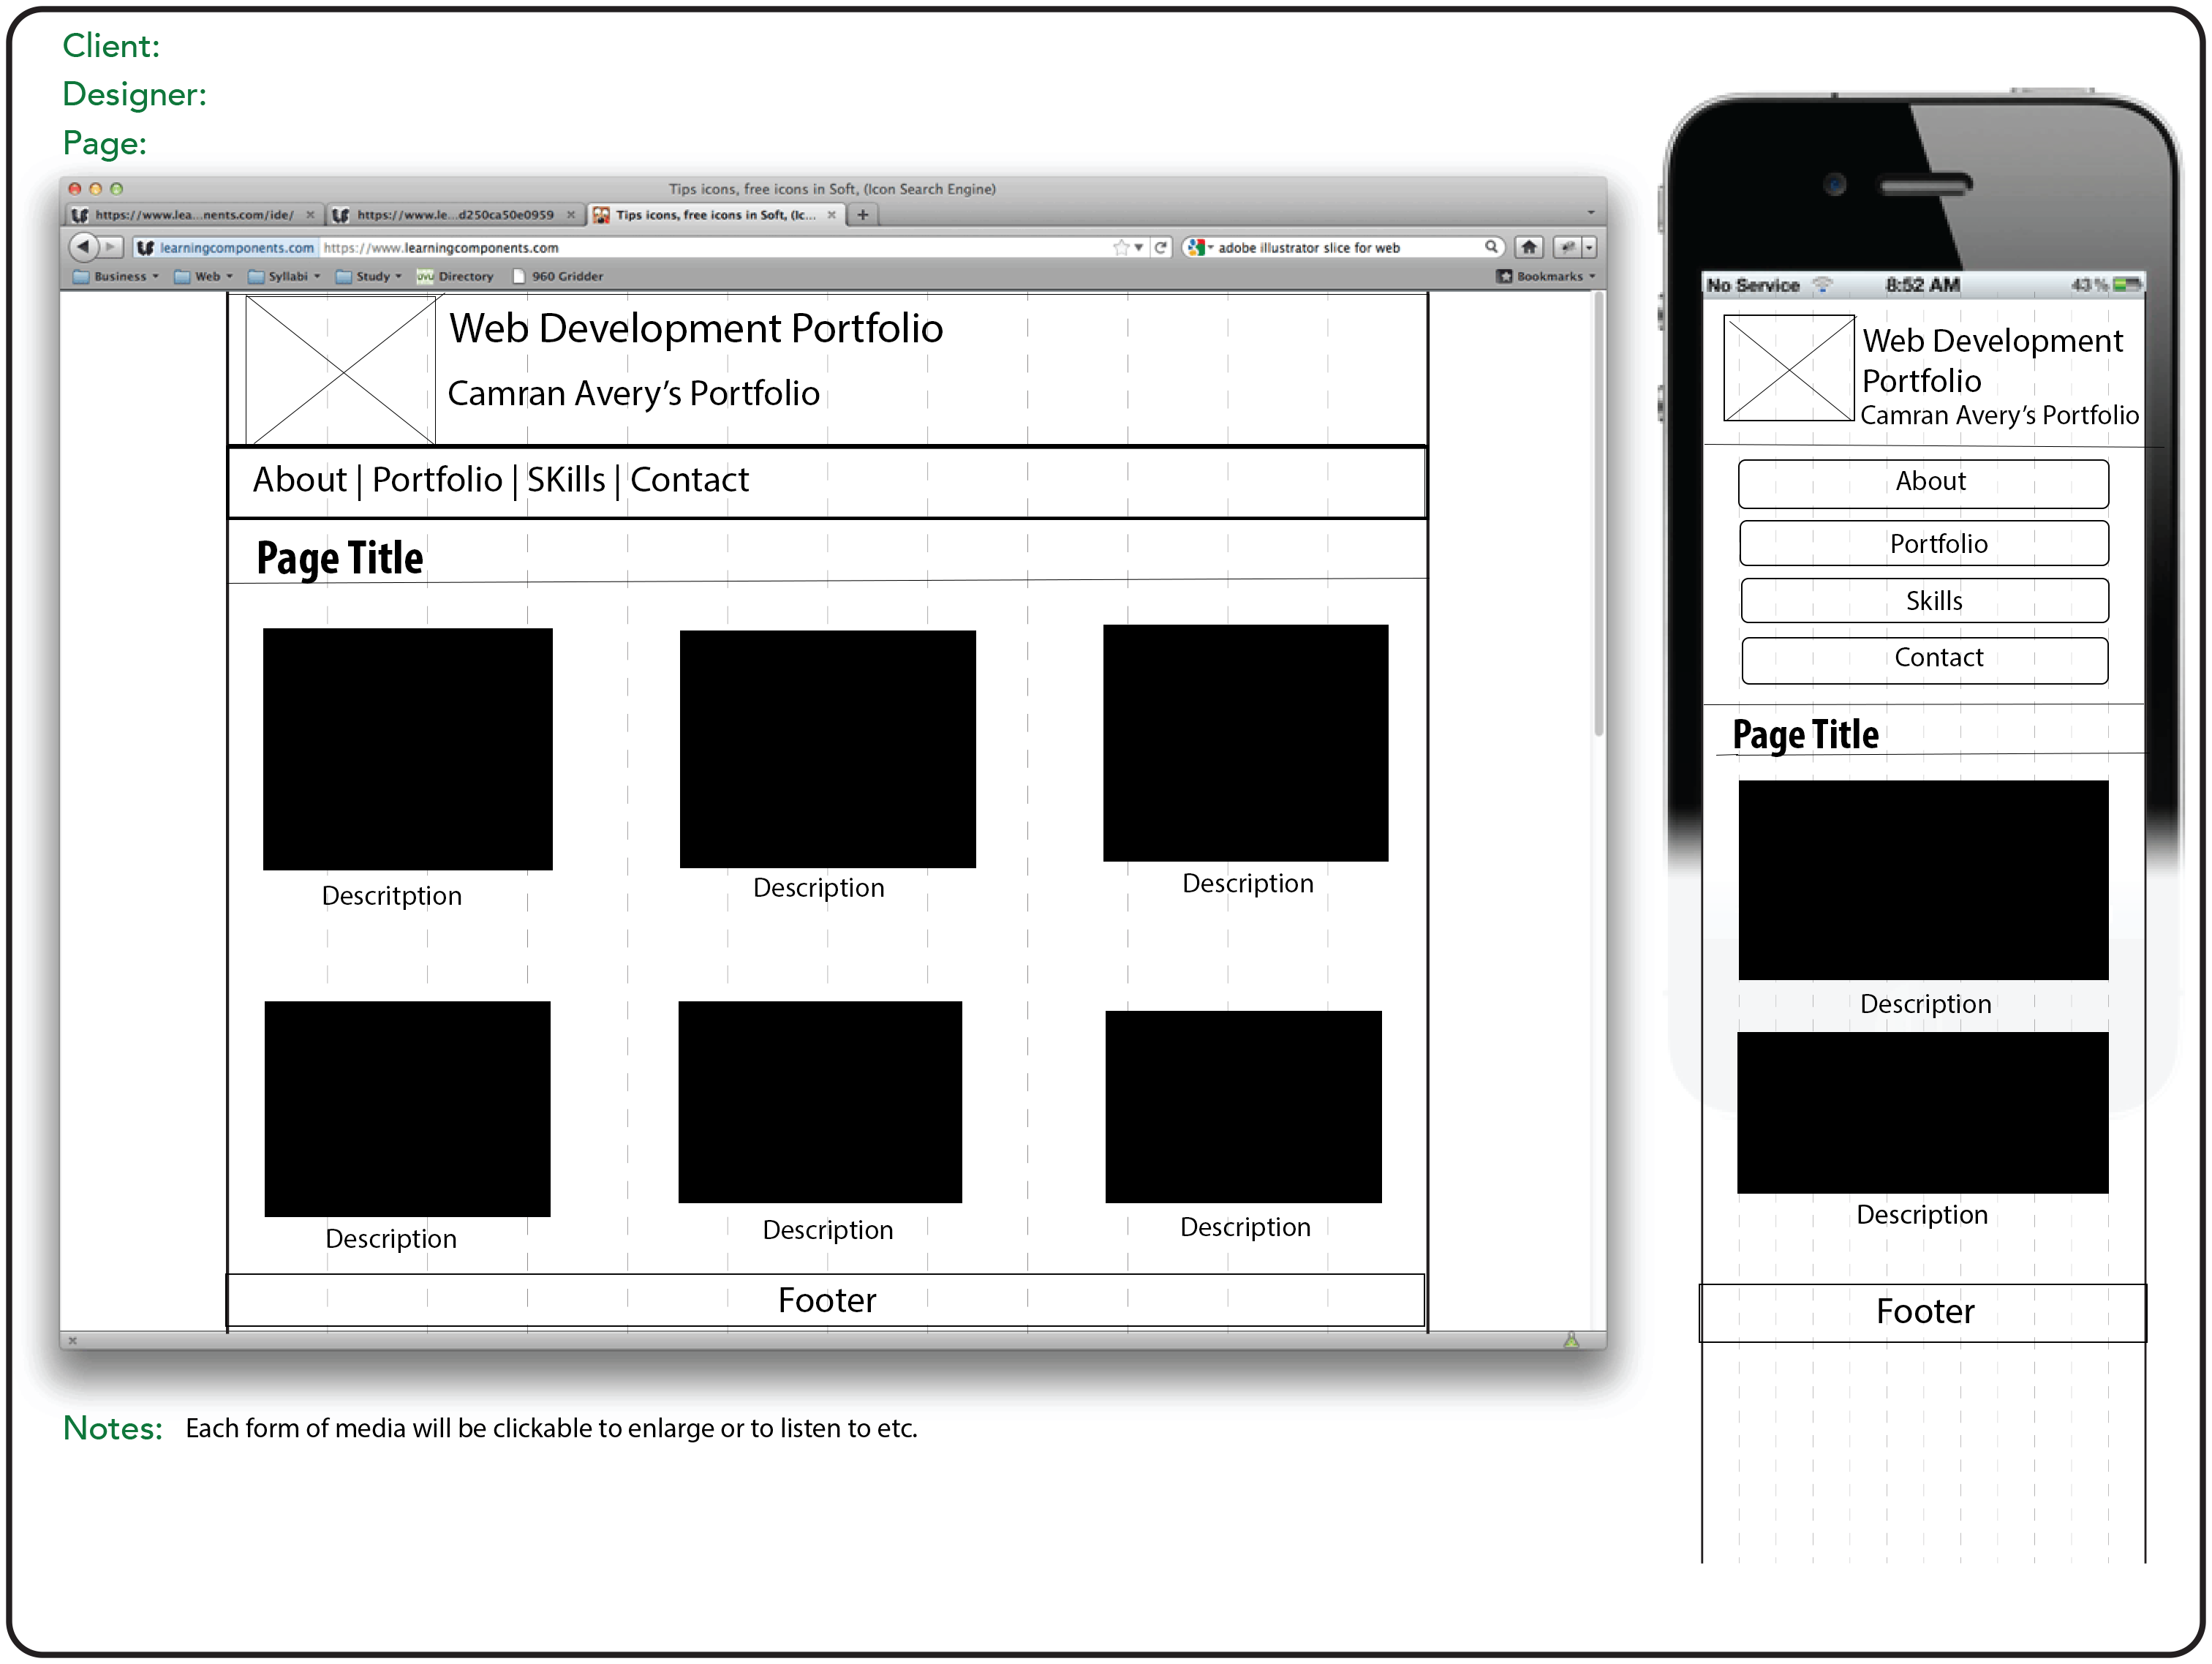 Client:
Designer:
Page:
Tips icons, free icons in Soft, (Icon Search Engine)
https://www.lea...nents.com/ide/
https://www.le...d250ca50e0959
Tips icons, free icons in Soft, (Ic...
learningcomponents.com
https://www.learningcomponents.com
adobe illustrator slice for web
Business
Web
Syllabi
Study
UVU Directory
960 Gridder
Bookmarks
Web Development Portfolio
Camran Avery's Portfolio
About | Portfolio | SKills | Contact
Page Title
Descritption
Description
Description
Description
Description
Description
Footer
Notes: Each form of media will be clickable to enlarge or to listen to etc.
No Service 8:52 AM 43%
Web Development
Portfolio
Camran Avery's Portfolio
About
Portfolio
Skills
Contact
Page Title
Description
Description
Footer